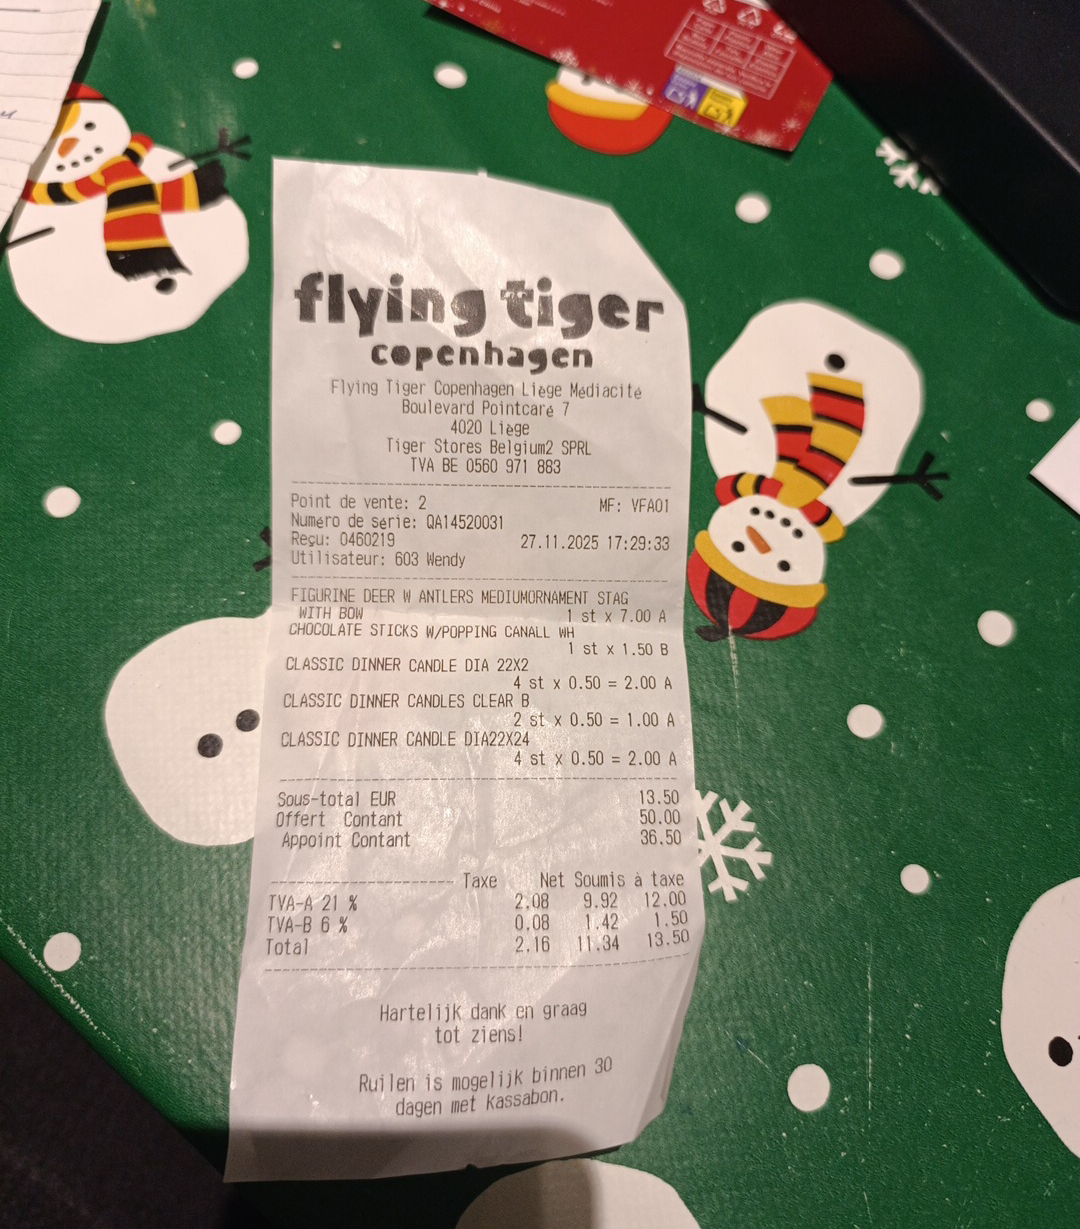 flying tiger
copenhagen
Flying Tiger Copenhagen Liège Médiacité
Boulevard Pointcaré 7
4020 Liège
Tiger Stores Belgium2 SPRL
TVA BE 0560 971 883
Point de vente: 2 MF: VFA01
Numéro de série: QA14520031
Reçu: 0460219 27.11.2025 17:29:33
Utilisateur: 603 Wendy
FIGURINE DEER W ANTLERS MEDIUMORNAMENT STAG
WITH BOW 1 st x 7.00 A
CHOCOLATE STICKS W/POPPING CANALL WH
1 st x 1.50 B
CLASSIC DINNER CANDLE DIA 22X2
4 st x 0.50 = 2.00 A
CLASSIC DINNER CANDLES CLEAR B
2 st x 0.50 = 1.00 A
CLASSIC DINNER CANDLE DIA22X24
4 st x 0.50 = 2.00 A
Sous-total EUR 13.50
Offert Contant 50.00
Appoint Contant 36.50
Taxe Net Soumis à taxe
TVA-A 21 % 2.08 9.92 12.00
TVA-B 6 % 0.08 1.42 1.50
Total 2.16 11.34 13.50
Hartelijk dank en graag
tot ziens!
Ruilen is mogelijk binnen 30
dagen met kassabon.